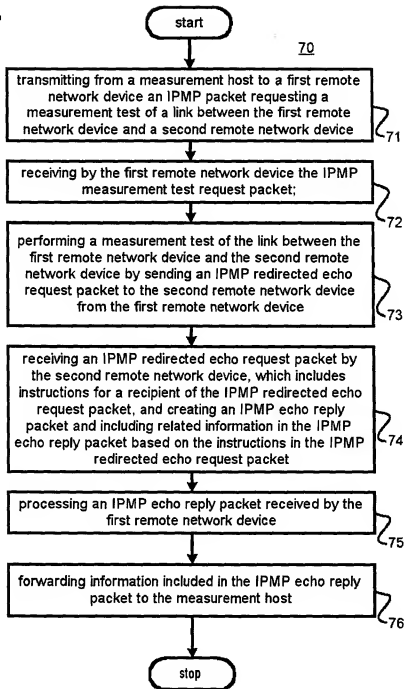 start
70
transmitting from a measurement host to a first remote
network device an IPMP packet requesting a
measurement test of a link between the first remote
network device and a second remote network device
71
receiving by the first remote network device the IPMP
measurement test request packet;
72
performing a measurement test of the link between the
first remote network device and the second remote
network device by sending an IPMP redirected echo
request packet to the second remote network device
from the first remote network device
73
receiving an IPMP redirected echo request packet by
the second remote network device, which includes
instructions for a recipient of the IPMP redirected echo
request packet, and creating an IPMP echo reply
packet and including related information in the IPMP
echo reply packet based on the instructions in the IPMP
redirected echo request packet
74
processing an IPMP echo reply packet received by the
first remote network device
75
forwarding information included in the IPMP echo reply
packet to the measurement host
76
stop